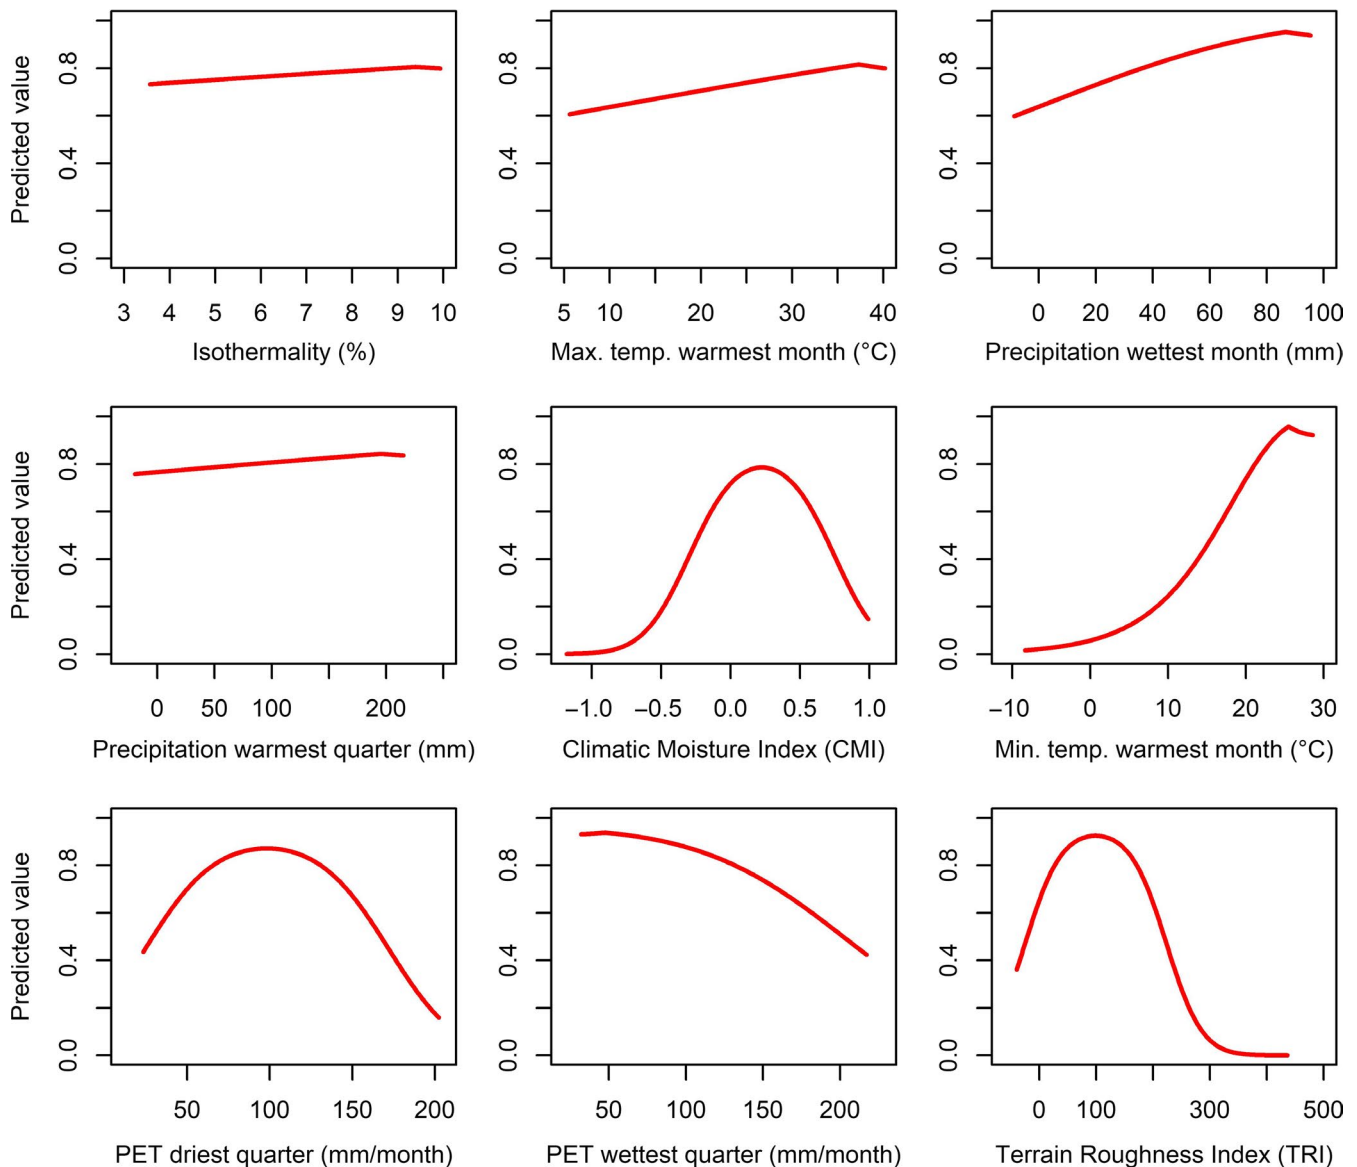 Predicted value
0.0 0.4 0.8
3 4 5 6 7 8 9 10
Isothermality (%)
0.0 0.4 0.8
5 10 20 30 40
Max. temp. warmest month (°C)
0.0 0.4 0.8
0 20 40 60 80 100
Precipitation wettest month (mm)
Predicted value
0.0 0.4 0.8
0 50 100 200
Precipitation warmest quarter (mm)
0.0 0.4 0.8
−1.0 −0.5 0.0 0.5 1.0
Climatic Moisture Index (CMI)
0.0 0.4 0.8
−10 0 10 20 30
Min. temp. warmest month (°C)
Predicted value
0.0 0.4 0.8
50 100 150 200
PET driest quarter (mm/month)
0.0 0.4 0.8
50 100 150 200
PET wettest quarter (mm/month)
0.0 0.4 0.8
0 100 300 500
Terrain Roughness Index (TRI)